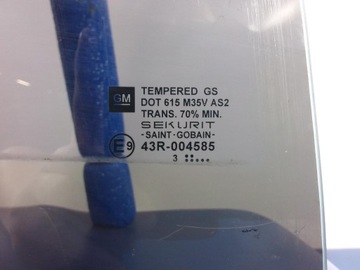 TEMPERED GS
GM
DOT 615 M35V AS2
TRANS. 70% MIN.
SEKURIT
-SAINT-GOBAIN-
E9 43R-004585
3